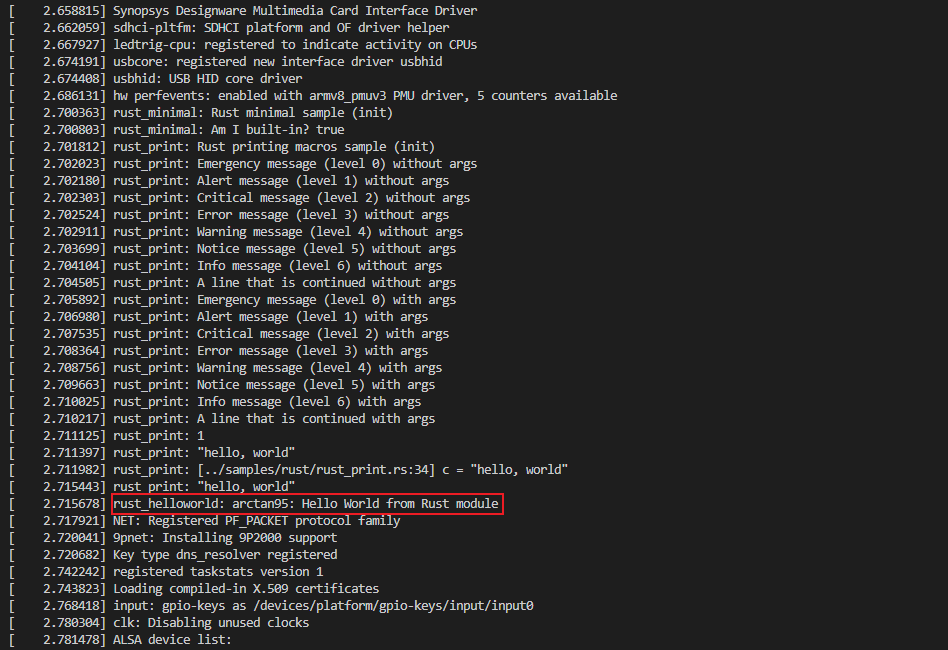 [    2.658815] Synopsys Designware Multimedia Card Interface Driver
[    2.662059] sdhci-pltfm: SDHCI platform and OF driver helper
[    2.667927] ledtrig-cpu: registered to indicate activity on CPUs
[    2.674191] usbcore: registered new interface driver usbhid
[    2.674408] usbhid: USB HID core driver
[    2.686131] hw perfevents: enabled with armv8_pmuv3 PMU driver, 5 counters available
[    2.700363] rust_minimal: Rust minimal sample (init)
[    2.700803] rust_minimal: Am I built-in? true
[    2.701812] rust_print: Rust printing macros sample (init)
[    2.702023] rust_print: Emergency message (level 0) without args
[    2.702180] rust_print: Alert message (level 1) without args
[    2.702303] rust_print: Critical message (level 2) without args
[    2.702524] rust_print: Error message (level 3) without args
[    2.702911] rust_print: Warning message (level 4) without args
[    2.703699] rust_print: Notice message (level 5) without args
[    2.704104] rust_print: Info message (level 6) without args
[    2.704505] rust_print: A line that is continued without args
[    2.705892] rust_print: Emergency message (level 0) with args
[    2.706980] rust_print: Alert message (level 1) with args
[    2.707535] rust_print: Critical message (level 2) with args
[    2.708364] rust_print: Error message (level 3) with args
[    2.708756] rust_print: Warning message (level 4) with args
[    2.709663] rust_print: Notice message (level 5) with args
[    2.710025] rust_print: Info message (level 6) with args
[    2.710217] rust_print: A line that is continued with args
[    2.711125] rust_print: 1
[    2.711397] rust_print: "hello, world"
[    2.711982] rust_print: [../samples/rust/rust_print.rs:34] c = "hello, world"
[    2.715443] rust_print: "hello, world"
[    2.715678] rust_helloworld: arctan95: Hello World from Rust module
[    2.717921] NET: Registered PF_PACKET protocol family
[    2.720041] 9pnet: Installing 9P2000 support
[    2.720682] Key type dns_resolver registered
[    2.742242] registered taskstats version 1
[    2.743823] Loading compiled-in X.509 certificates
[    2.768418] input: gpio-keys as /devices/platform/gpio-keys/input/input0
[    2.780304] clk: Disabling unused clocks
[    2.781478] ALSA device list: